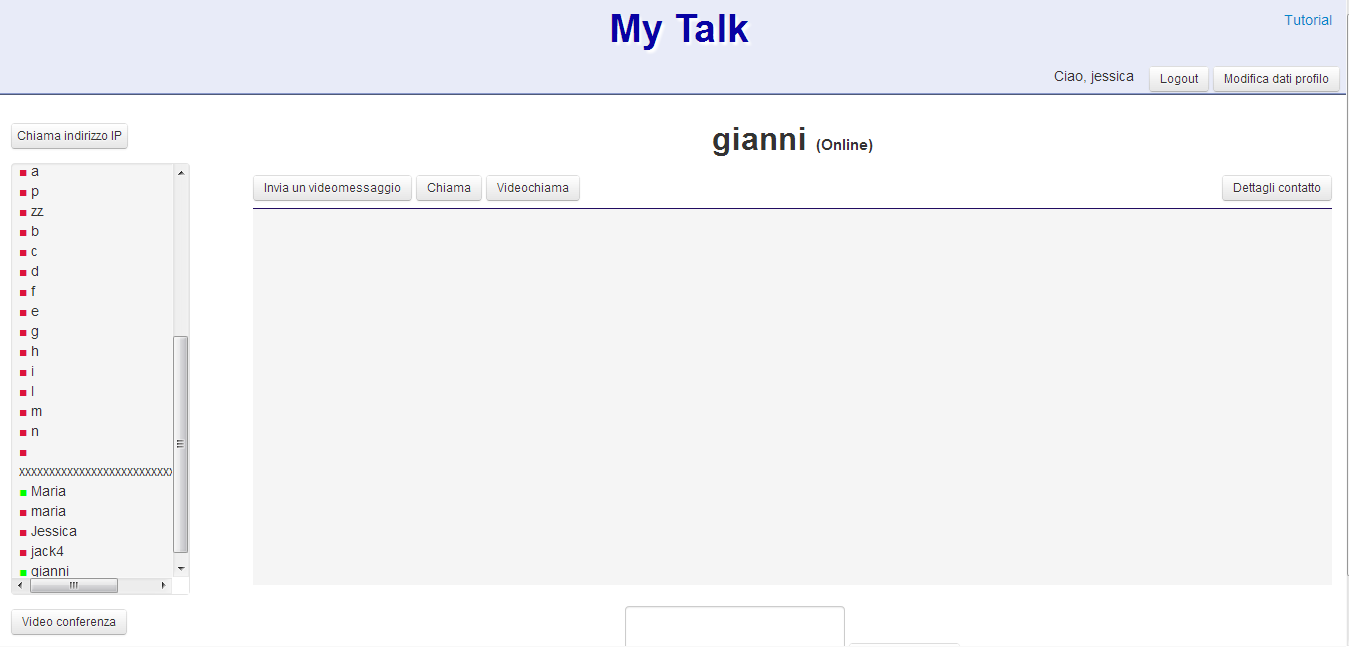 My Talk
Tutorial
Ciao, jessica
Logout
Modifica dati profilo
Chiama indirizzo IP
gianni (Online)
Invia un videomessaggio
Chiama
Videochiama
Dettagli contatto
a
p
zz
b
c
d
f
e
g
h
i
l
m
n
Maria
maria
Jessica
jack4
gianni
Video conferenza